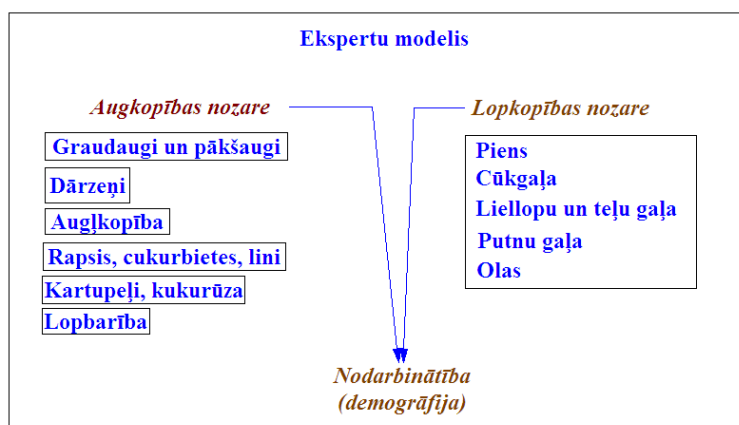 Ekspertu modelis
Augkopības nozare
Graudaugi un pākšaugi
Dārzeņi
Augļkopība
Rapsis, cukurbietes, lini
Kartupeļi, kukurūza
Lopbarība
Lopkopības nozare
Piens
Cūkgaļa
Liellopu un teļu gaļa
Putnu gaļa
Olas
Nodarbinātība
(demogrāfija)